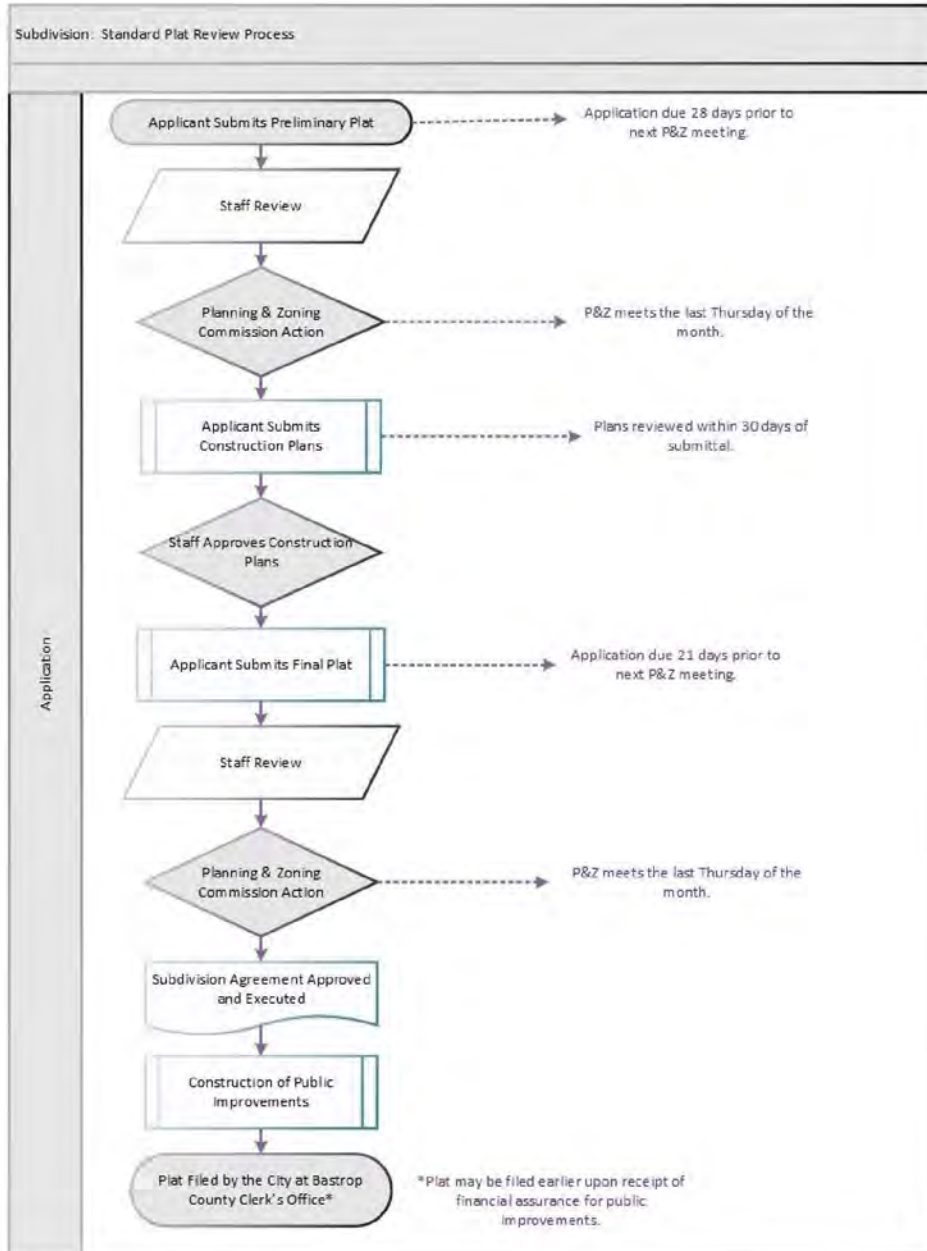 Subdivision: Standard Plat Review Process
Application
Applicant Submits Preliminary Plat
Application due 28 days prior to
next P&Z meeting.
Staff Review
Planning & Zoning
Commission Action
P&Z meets the last Thursday of the
month.
Applicant Submits
Construction Plans
Plans reviewed within 30 days of
submittal.
Staff Approves Construction
Plans
Applicant Submits Final Plat
Application due 21 days prior to
next P&Z meeting.
Staff Review
Planning & Zoning
Commission Action
P&Z meets the last Thursday of the
month.
Subdivision Agreement Approved
and Executed
Construction of Public
Improvements
Plat Filed by the City at Bastrop
County Clerk's Office*
*Plat may be filed earlier upon receipt of
financial assurance for public
improvements.